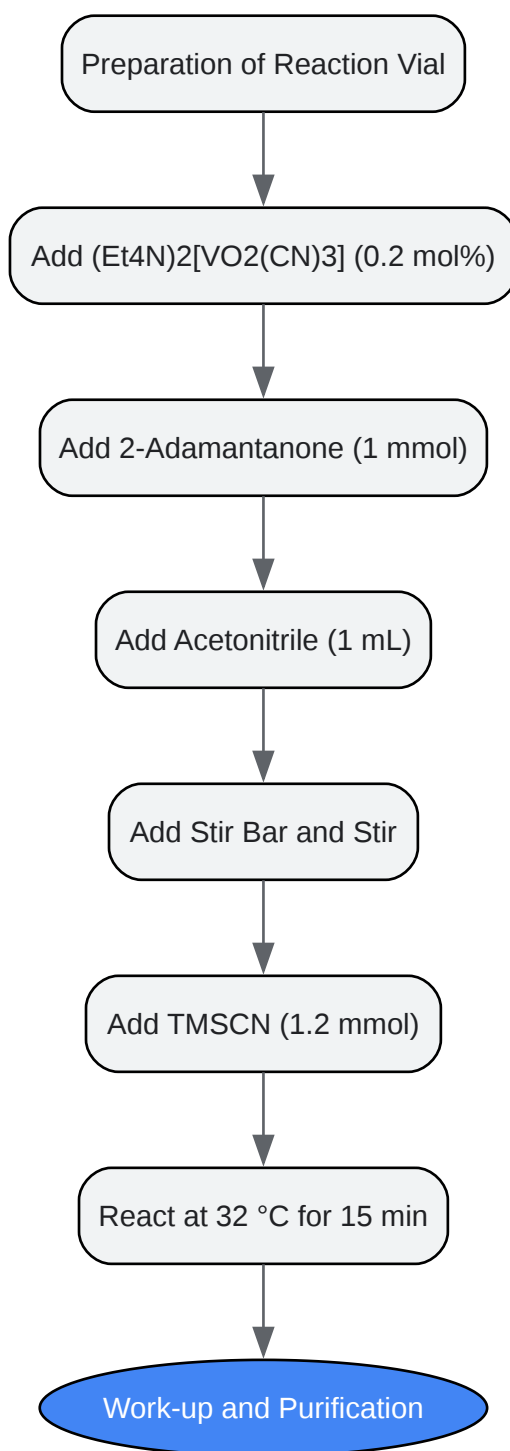 Preparation of Reaction Vial
Add (Et4N)2[VO2(CN)3] (0.2 mol%)
Add 2-Adamantanone (1 mmol)
Add Acetonitrile (1 mL)
Add Stir Bar and Stir
Add TMSCN (1.2 mmol)
React at 32 °C for 15 min
Work-up and Purification